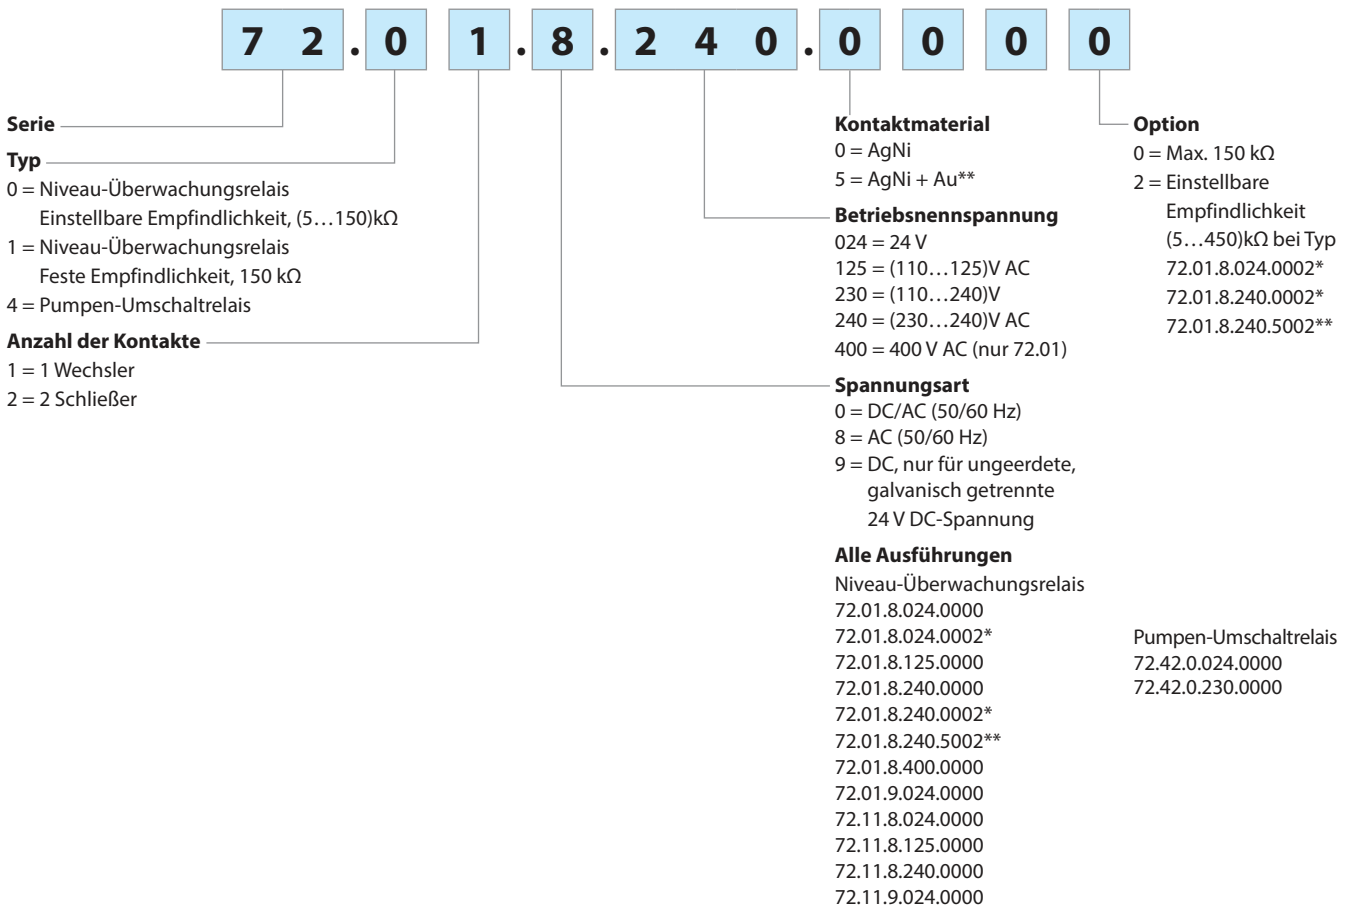 7 2 . 0 1 . 8 . 2 4 0 . 0 0 0 0
Serie
Typ
0 = Niveau-Überwachungsrelais
Einstellbare Empfindlichkeit, (5…150)kΩ
1 = Niveau-Überwachungsrelais
Feste Empfindlichkeit, 150 kΩ
4 = Pumpen-Umschaltrelais
Anzahl der Kontakte
1 = 1 Wechsler
2 = 2 Schließer
Kontaktmaterial
0 = AgNi
5 = AgNi + Au**
Betriebsnennspannung
024 = 24 V
125 = (110…125)V AC
230 = (110…240)V
240 = (230…240)V AC
400 = 400 V AC (nur 72.01)
Spannungsart
0 = DC/AC (50/60 Hz)
8 = AC (50/60 Hz)
9 = DC, nur für ungeerdete,
galvanisch getrennte
24 V DC-Spannung
Alle Ausführungen
Niveau-Überwachungsrelais
72.01.8.024.0000
72.01.8.024.0002*
72.01.8.125.0000
72.01.8.240.0000
72.01.8.240.0002*
72.01.8.240.5002**
72.01.8.400.0000
72.01.9.024.0000
72.11.8.024.0000
72.11.8.125.0000
72.11.8.240.0000
72.11.9.024.0000
Option
0 = Max. 150 kΩ
2 = Einstellbare
Empfindlichkeit
(5…450)kΩ bei Typ
72.01.8.024.0002*
72.01.8.240.0002*
72.01.8.240.5002**
Pumpen-Umschaltrelais
72.42.0.024.0000
72.42.0.230.0000